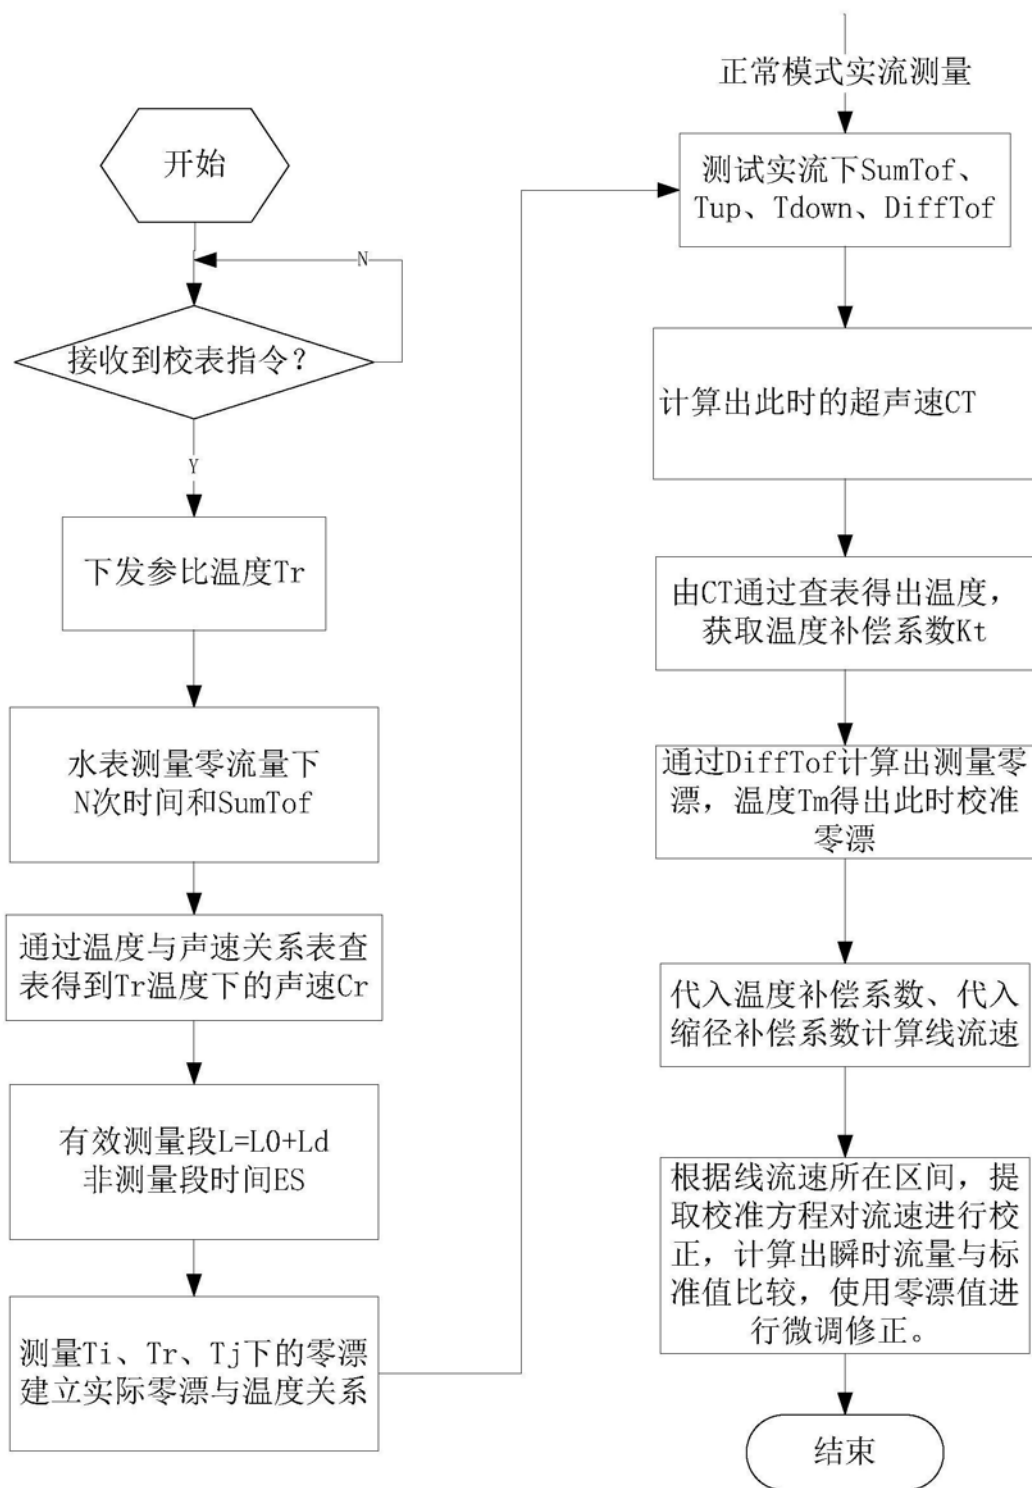 开始
N
接收到校表指令？
Y
下发参比温度Tr
水表测量零流量下
N次时间和SumTof
通过温度与声速关系表查
表得到Tr温度下的声速Cr
有效测量段L=L0+Ld
非测量段时间ES
测量Ti、Tr、Tj下的零漂
建立实际零漂与温度关系
正常模式实流测量
测试实流下SumTof、
Tup、Tdown、DiffTof
计算出此时的超声速CT
由CT通过查表得出温度，
获取温度补偿系数Kt
通过DiffTof计算出测量零
漂，温度Tm得出此时校准
零漂
代入温度补偿系数、代入
缩径补偿系数计算线流速
根据线流速所在区间，提
取校准方程对流速进行校
正，计算出瞬时流量与标
准值比较，使用零漂值进
行微调修正。
结束